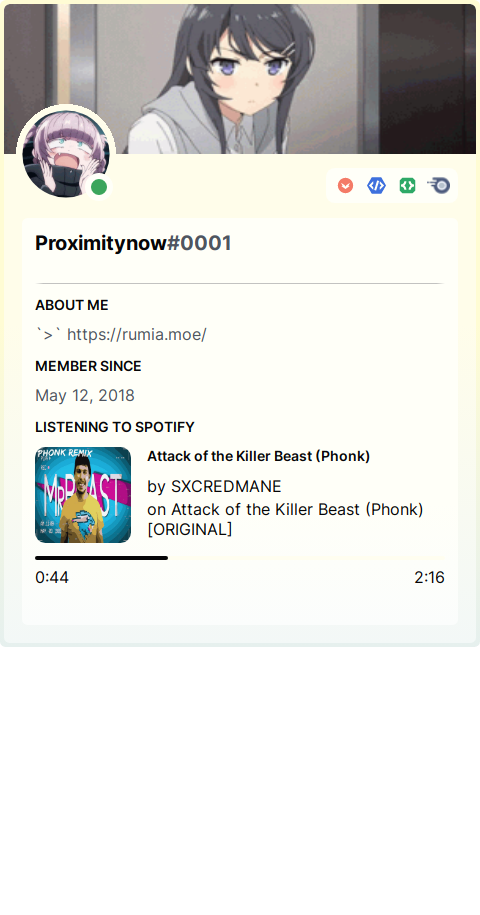 Proximitynow#0001
ABOUT ME
`>` https://rumia.moe/
MEMBER SINCE
May 12, 2018
LISTENING TO SPOTIFY
PHONK REMIX
MRBEAST
Attack of the Killer Beast (Phonk)
by SXCREDMANE
on Attack of the Killer Beast (Phonk)
[ORIGINAL]
0:44
2:16